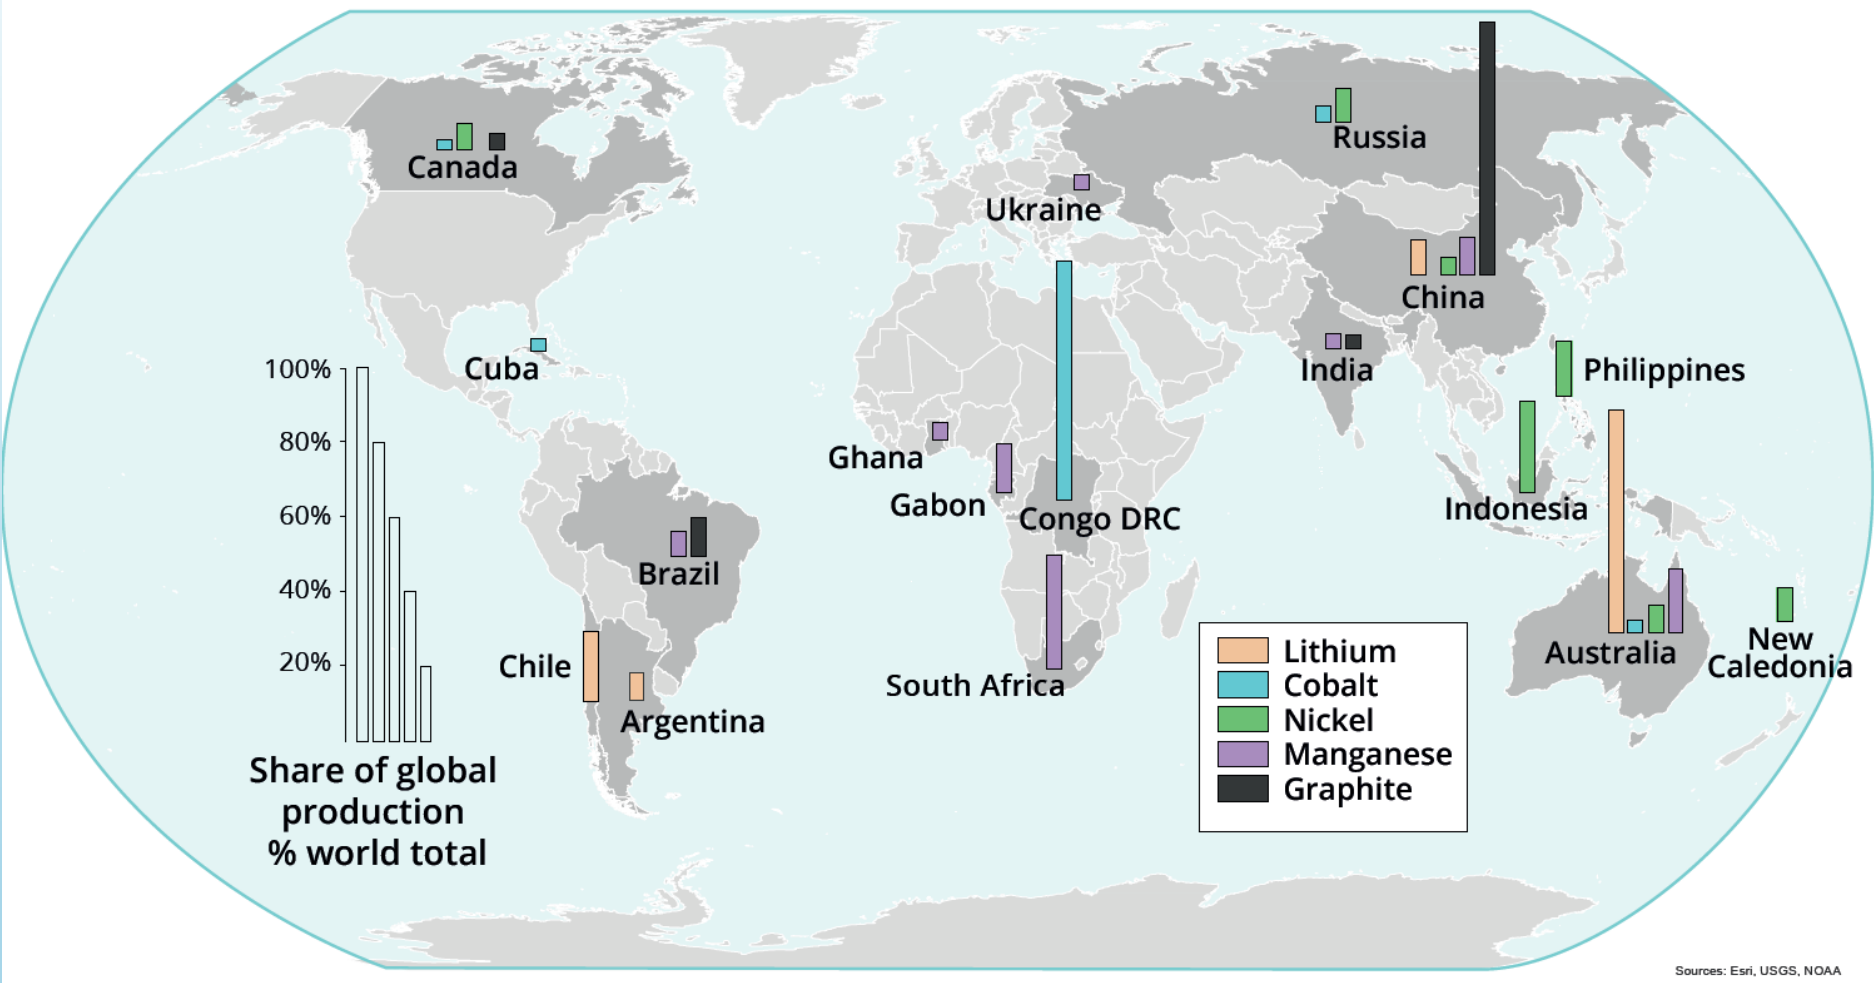 Canada
Russia
Ukraine
China
Cuba
India
Philippines
Ghana
Gabon
Congo DRC
Indonesia
Brazil
Chile
Argentina
South Africa
Australia
New
Caledonia
100%
80%
60%
40%
20%
Share of global
production
% world total
Lithium
Cobalt
Nickel
Manganese
Graphite
Sources: Esri, USGS, NOAA